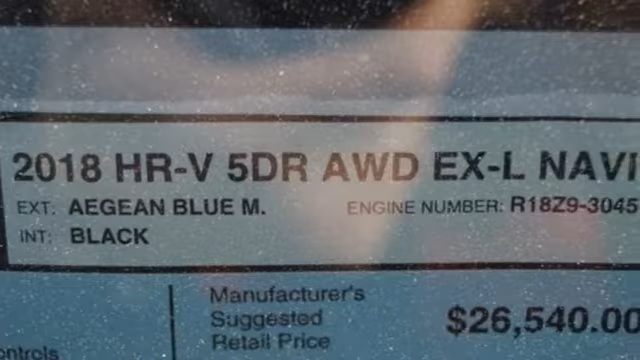 2018 HR-V 5DR AWD EX-L NAVI
EXT: AEGEAN BLUE M. ENGINE NUMBER: R18Z9-3045
INT: BLACK
Manufacturer's
Suggested
Retail Price
$26,540.00
ontrols